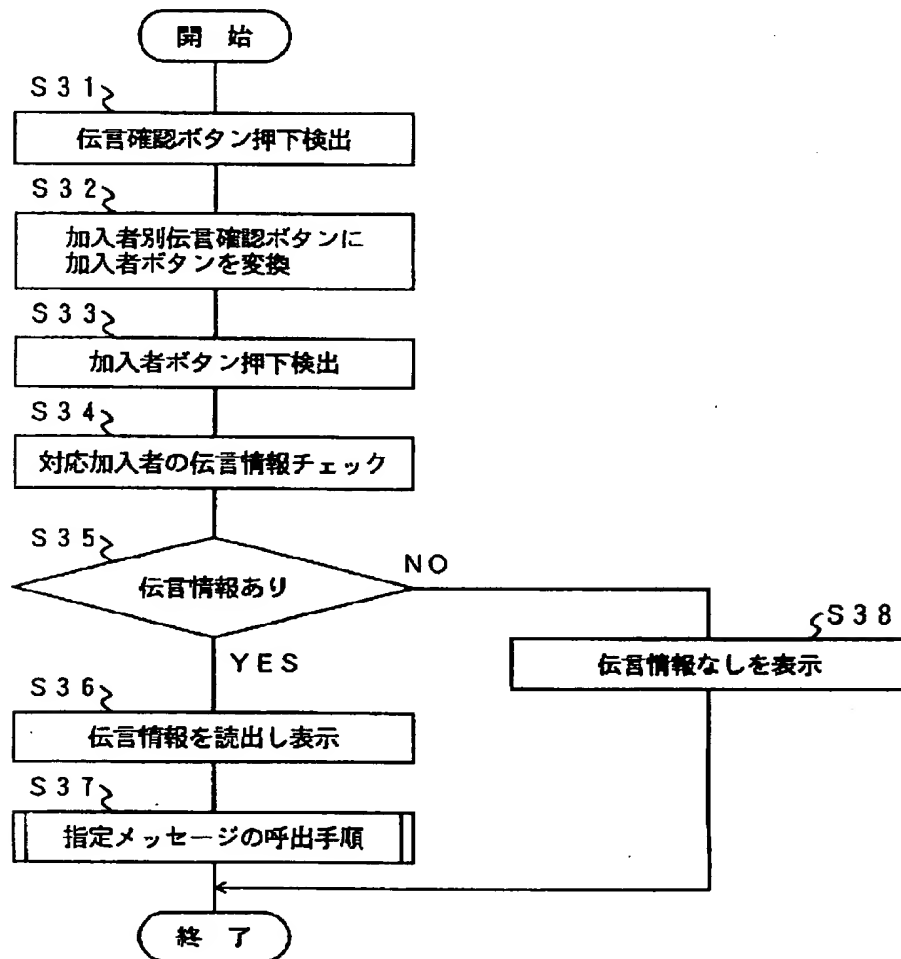 開 始
S31
伝言確認ボタン押下検出
S32
加入者別伝言確認ボタンに
加入者ボタンを変換
S33
加入者ボタン押下検出
S34
対応加入者の伝言情報チェック
S35
伝言情報あり
NO
YES
S38
伝言情報なしを表示
S36
伝言情報を読出し表示
S37
指定メッセージの呼出手順
終 了